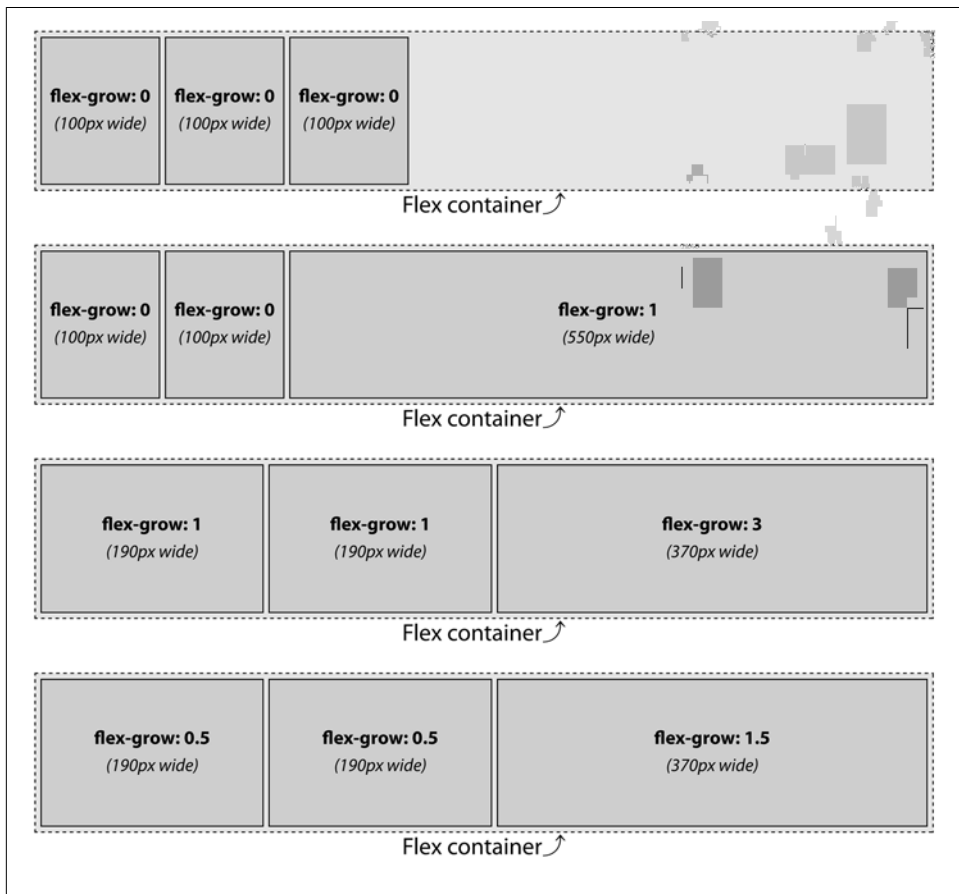 flex-grow: 0 flex-grow: 0 flex-grow: 0
(100px wide) (100px wide) (100px wide)
Flex container
flex-grow: 0 flex-grow: 0 flex-grow: 1
(100px wide) (100px wide) (550px wide)
Flex container
flex-grow: 1 flex-grow: 1 flex-grow: 3
(190px wide) (190px wide) (370px wide)
Flex container
flex-grow: 0.5 flex-grow: 0.5 flex-grow: 1.5
(190px wide) (190px wide) (370px wide)
Flex container